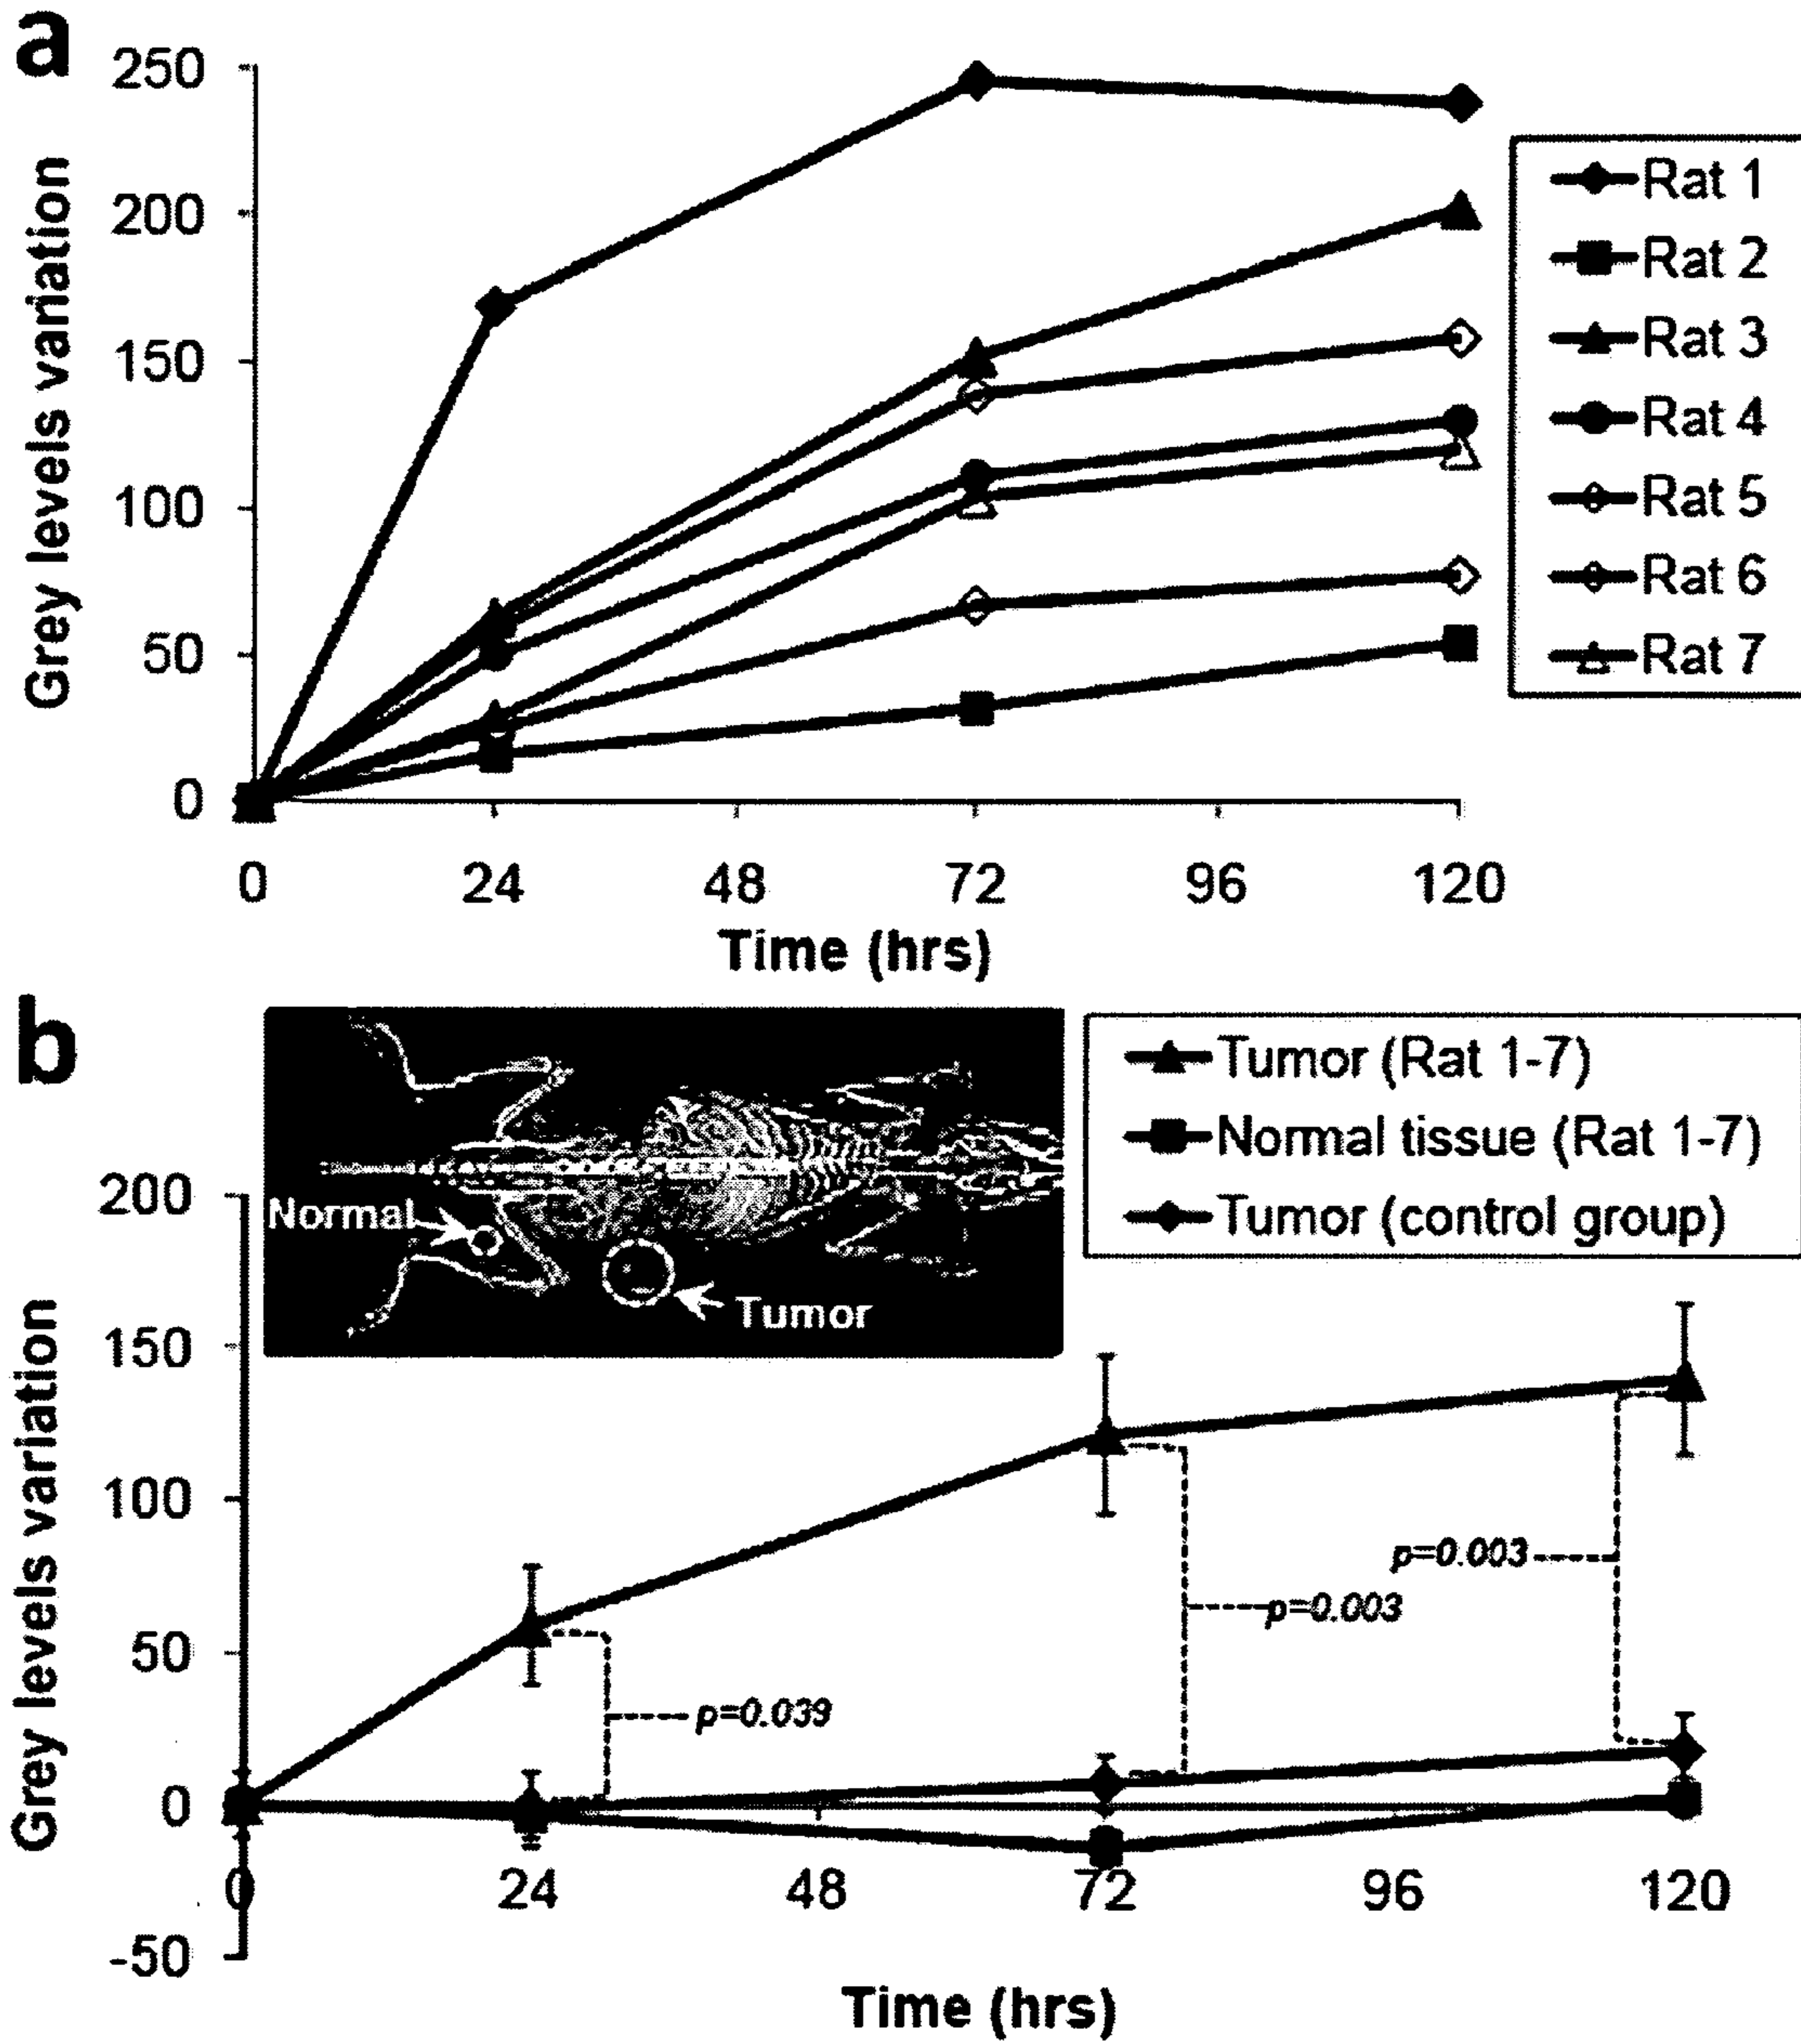 a
250
200
150
100
50
0
Grey levels variation
0 24 48 72 96 120
Time (hrs)
Rat 1
Rat 2
Rat 3
Rat 4
Rat 5
Rat 6
Rat 7
b
Normal
Tumor
Tumor (Rat 1-7)
Normal tissue (Rat 1-7)
Tumor (control group)
200
150
100
50
0
-50
Grey levels variation
p=0.039
p=0.003
p=0.003
0 24 48 72 96 120
Time (hrs)